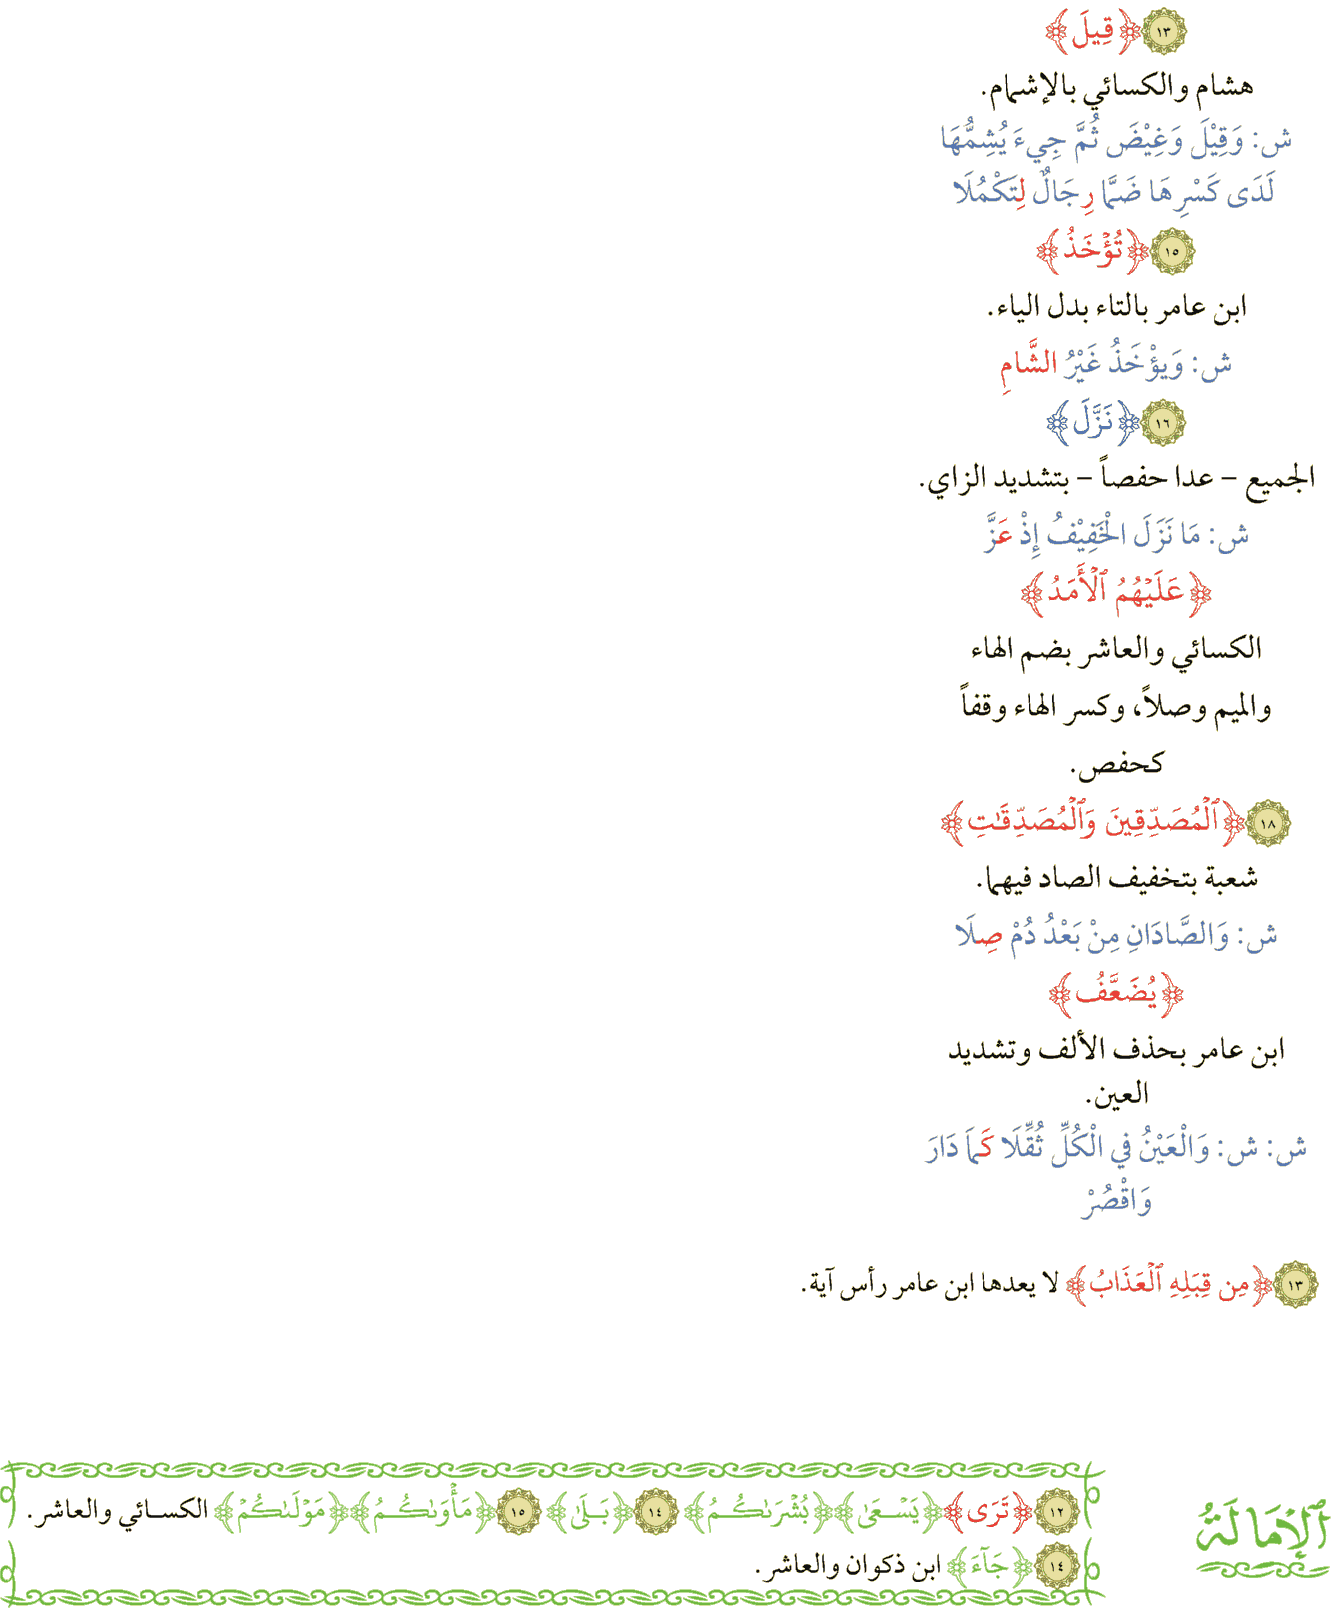 ١٣ ﴿قِيلَ﴾
هشام والكسائي بالإشمام.
ش: وَقِيْلَ وَغِيْضَ ثُمَّ جِيءَ يُشِمُّهَا
لَدَى كَسْرِهَا ضَمًّا رِجَالٌ لِتَكْمُلَا
١٥ ﴿تُؤْخَذُ﴾
ابن عامر بالتاء بدل الياء.
ش: وَيؤْخَذُ غَيْرُ الشَّامِ
١٦ ﴿نَزَّلَ﴾
الجميع – عدا حفصاً – بتشديد الزاي.
ش: مَا نَزَلَ الْخَفِيْفُ إِذْ عَزَّ
﴿عَلَيْهُمُ ٱلْأَمَدُ﴾
الكسائي والعاشر بضم الهاء
والميم وصلاً، وكسر الهاء وقفاً
كحفص.
١٨ ﴿ٱلْمُصَدِّقِينَ وَٱلْمُصَدِّقَٰتِ﴾
شعبة بتخفيف الصاد فيهما.
ش: وَالصَّادَانِ مِنْ بَعْدُ دُمْ صِلَا
﴿يُضَعَّفُ﴾
ابن عامر بحذف الألف وتشديد
العين.
ش: ش: وَالْعَيْنُ فِي الْكُلِّ ثُقِّلَا كَمَا دَارَ
وَاقْصُرْ
١٣ ﴿مِن قِبَلِهِ ٱلْعَذَابُ﴾ لا يعدها ابن عامر رأس آية.
ٱلْإِمَالَةُ
١٢ ﴿تَرَى﴾ ﴿يَسْعَىٰ﴾ ﴿بُشْرَىٰكُمُ﴾ ١٤ ﴿بَلَىٰ﴾ ١٥ ﴿مَأْوَىٰكُمُ﴾ ﴿مَوْلَىٰكُمْ﴾ الكسائي والعاشر.
١٤ ﴿جَآءَ﴾ ابن ذكوان والعاشر.